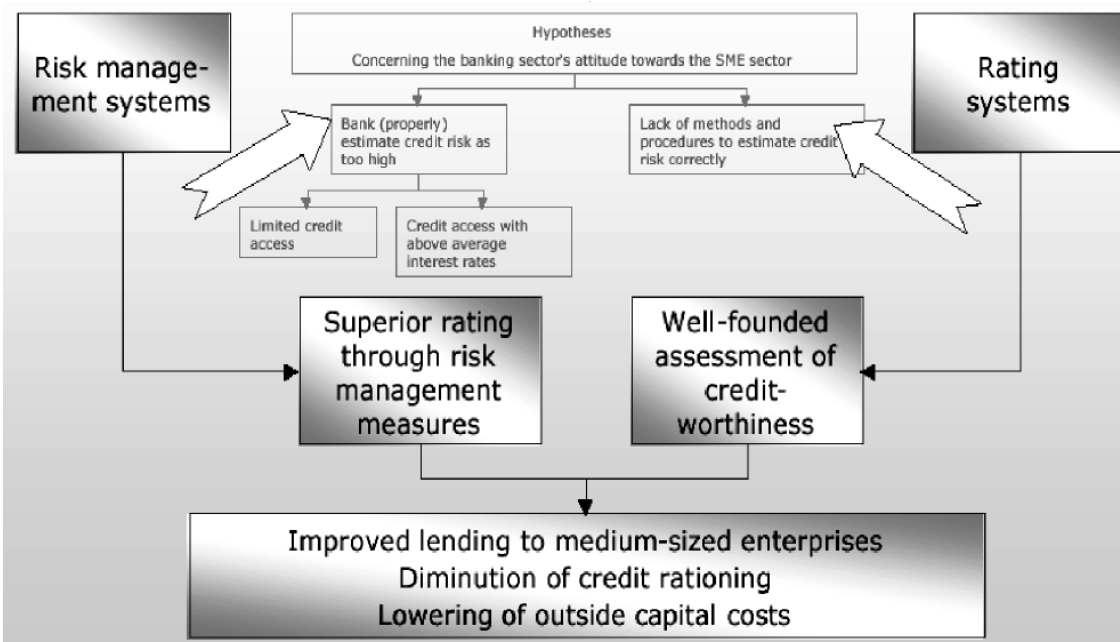 Risk manage-
ment systems
Hypotheses
Concerning the banking sector's attitude towards the SME sector
Rating
systems
Bank (properly)
estimate credit risk as
too high
Lack of methods and
procedures to estimate credit
risk correctly
Limited credit
access
Credit access with
above average
interest rates
Superior rating
through risk
management
measures
Well-founded
assessment of
credit-
worthiness
Improved lending to medium-sized enterprises
Diminution of credit rationing
Lowering of outside capital costs